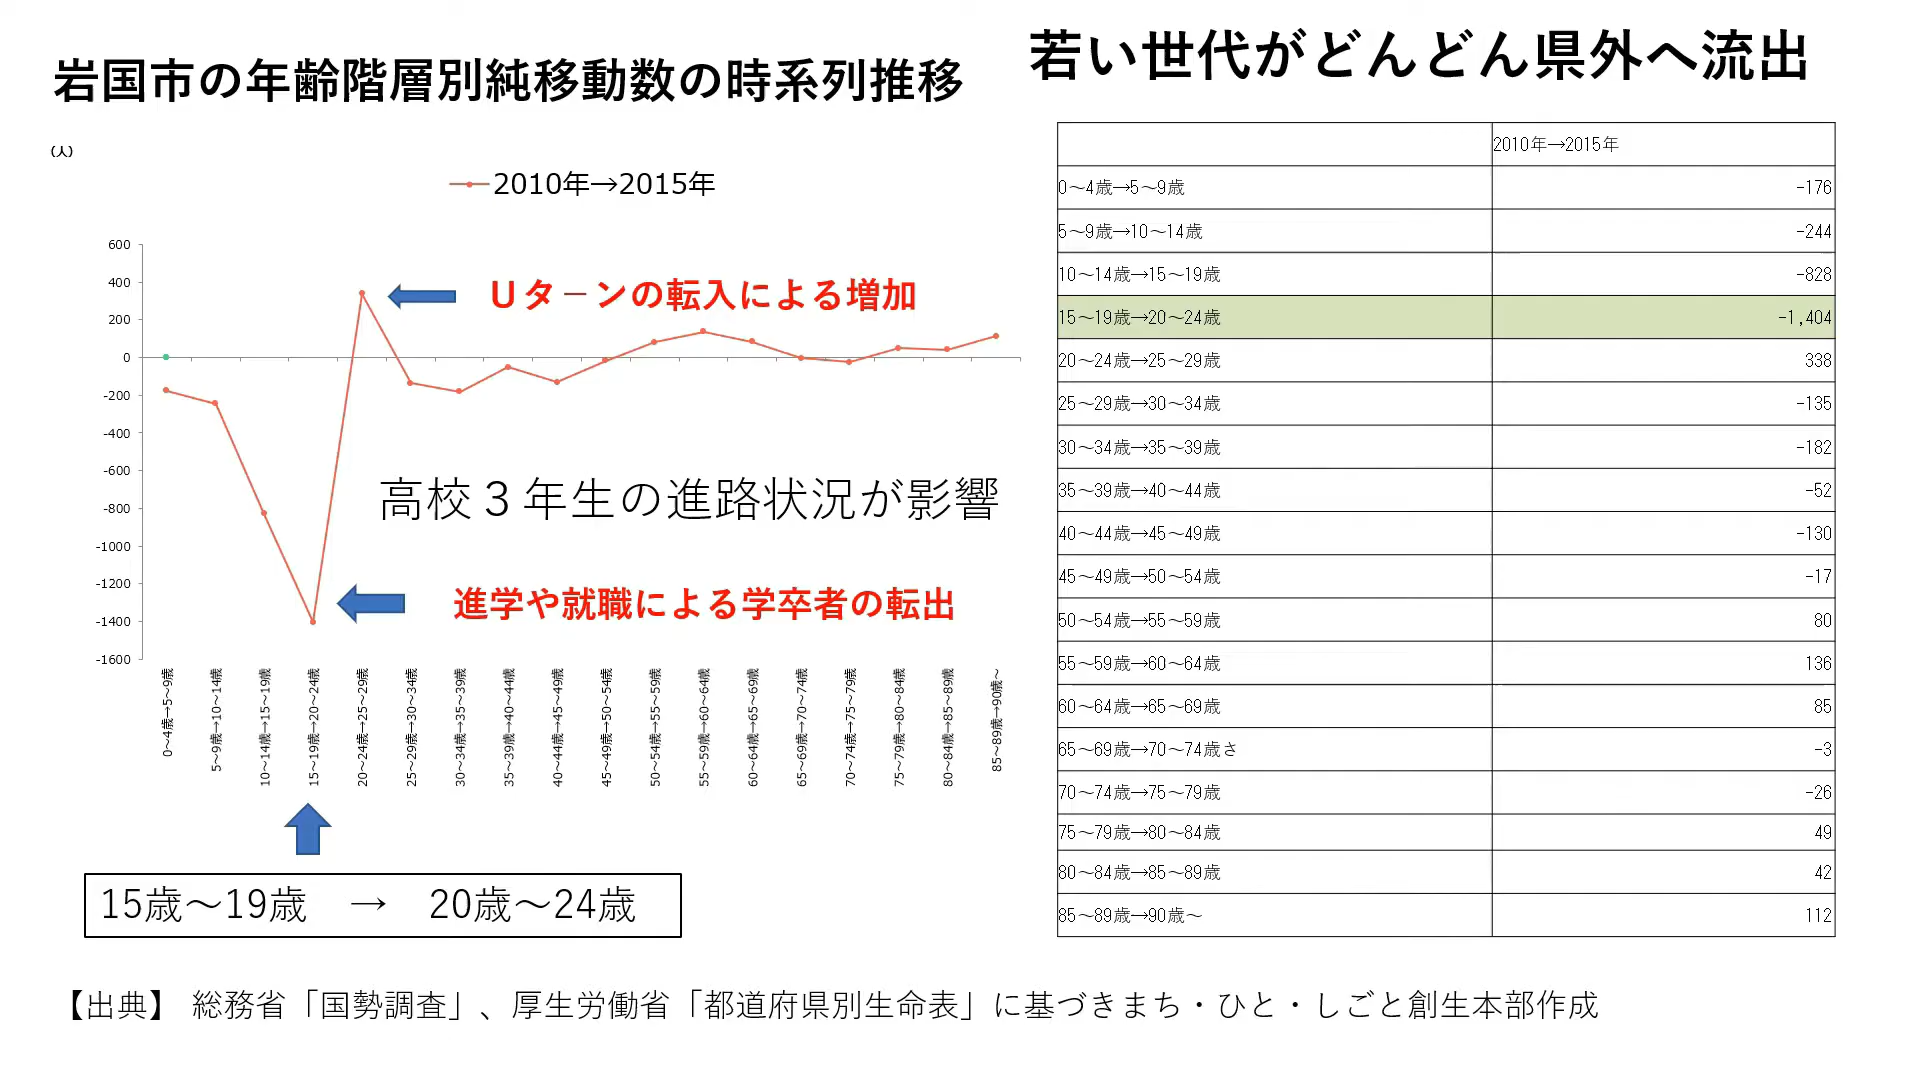 岩国市の年齢階層別純移動数の時系列推移
若い世代がどんどん県外へ流出
(人)
2010年→2015年
600
400
200
0
-200
-400
-600
-800
-1000
-1200
-1400
-1600
Uターンの転入による増加
高校３年生の進路状況が影響
進学や就職による学卒者の転出
0～4歳→5～9歳
5～9歳→10～14歳
10～14歳→15～19歳
15～19歳→20～24歳
20～24歳→25～29歳
25～29歳→30～34歳
30～34歳→35～39歳
35～39歳→40～44歳
40～44歳→45～49歳
45～49歳→50～54歳
50～54歳→55～59歳
55～59歳→60～64歳
60～64歳→65～69歳
65～69歳→70～74歳
70～74歳→75～79歳
75～79歳→80～84歳
80～84歳→85～89歳
85～89歳→90歳～
15歳～19歳　→　20歳～24歳
2010年→2015年
0～4歳→5～9歳 -176
5～9歳→10～14歳 -244
10～14歳→15～19歳 -828
15～19歳→20～24歳 -1,404
20～24歳→25～29歳 338
25～29歳→30～34歳 -135
30～34歳→35～39歳 -182
35～39歳→40～44歳 -52
40～44歳→45～49歳 -130
45～49歳→50～54歳 -17
50～54歳→55～59歳 80
55～59歳→60～64歳 136
60～64歳→65～69歳 85
65～69歳→70～74歳さ -3
70～74歳→75～79歳 -26
75～79歳→80～84歳 49
80～84歳→85～89歳 42
85～89歳→90歳～ 112
【出典】 総務省「国勢調査」、厚生労働省「都道府県別生命表」に基づきまち・ひと・しごと創生本部作成